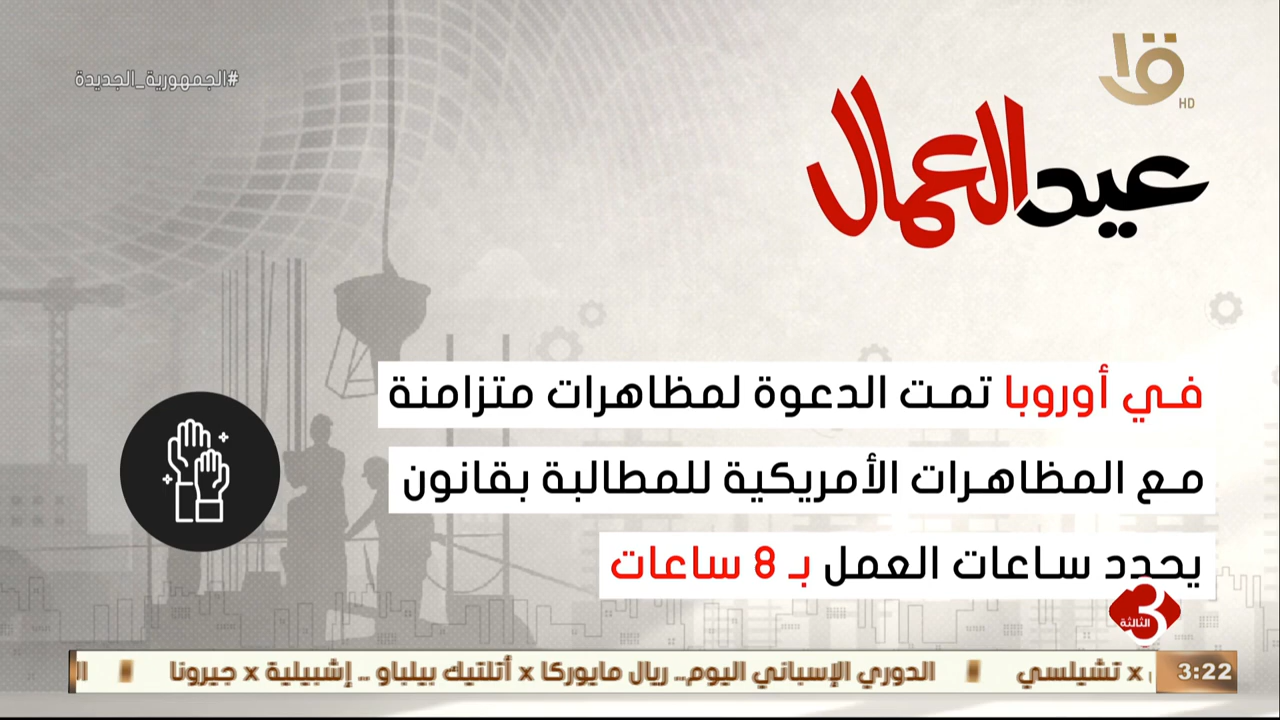 #الجمهورية_الجديدة
HD
عيد العمال
في أوروبا تمت الدعوة لمظاهرات متزامنة
مع المظاهرات الأمريكية للمطالبة بقانون
يحدد ساعات العمل بـ 8 ساعات
3 الثالثة
3:22 x تشيلسي الدوري الإسباني اليوم.. ريال مايوركا x أتلتيك بيلباو .. إشبيلية x جيرونا